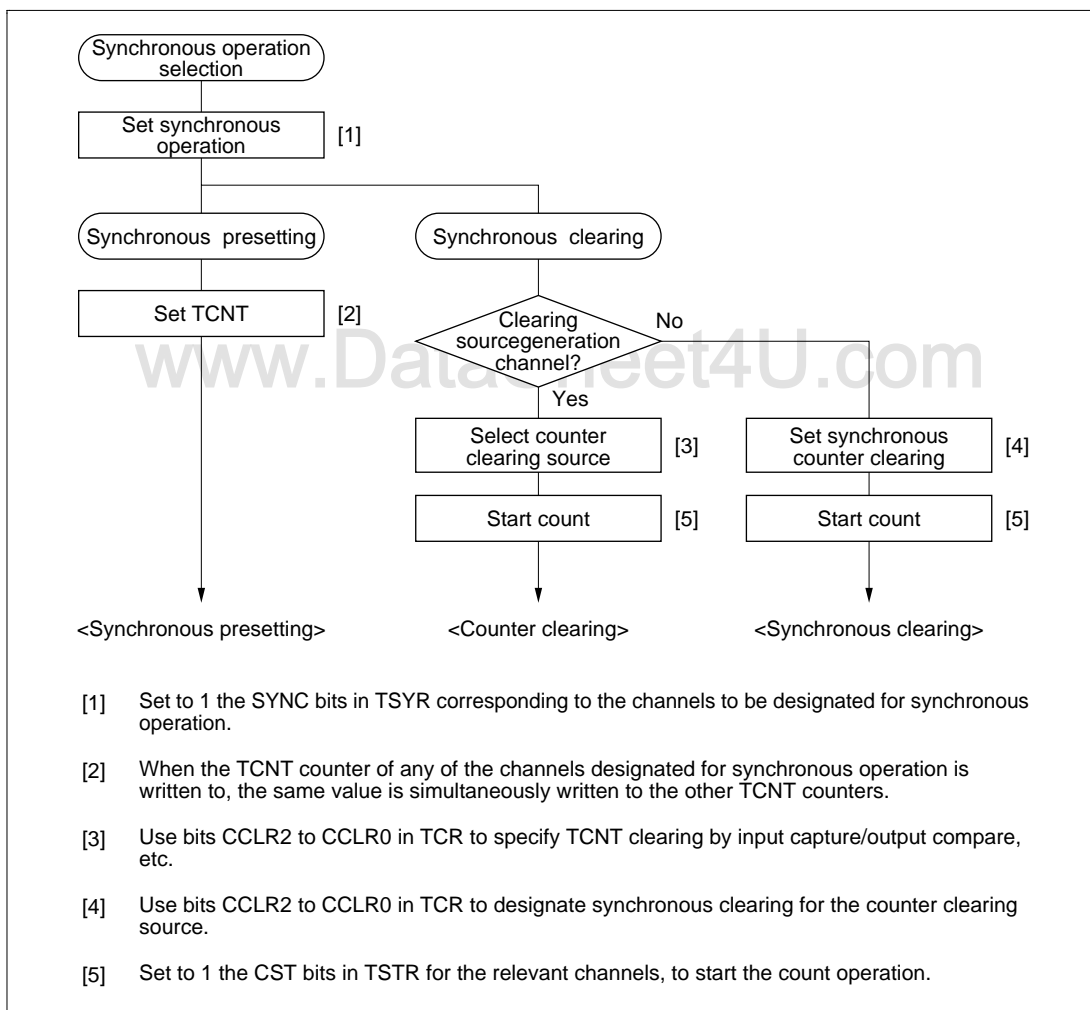 Synchronous operation
selection
Set synchronous
operation
[1]
Synchronous presetting
Synchronous clearing
Set TCNT
[2]
Clearing
sourcegeneration
channel?
No
Yes
www.DataSheet4U.com
Select counter
clearing source
[3]
Set synchronous
counter clearing
[4]
Start count
[5]
Start count
[5]
<Synchronous presetting>
<Counter clearing>
<Synchronous clearing>
[1] Set to 1 the SYNC bits in TSYR corresponding to the channels to be designated for synchronous
operation.
[2] When the TCNT counter of any of the channels designated for synchronous operation is
written to, the same value is simultaneously written to the other TCNT counters.
[3] Use bits CCLR2 to CCLR0 in TCR to specify TCNT clearing by input capture/output compare,
etc.
[4] Use bits CCLR2 to CCLR0 in TCR to designate synchronous clearing for the counter clearing
source.
[5] Set to 1 the CST bits in TSTR for the relevant channels, to start the count operation.